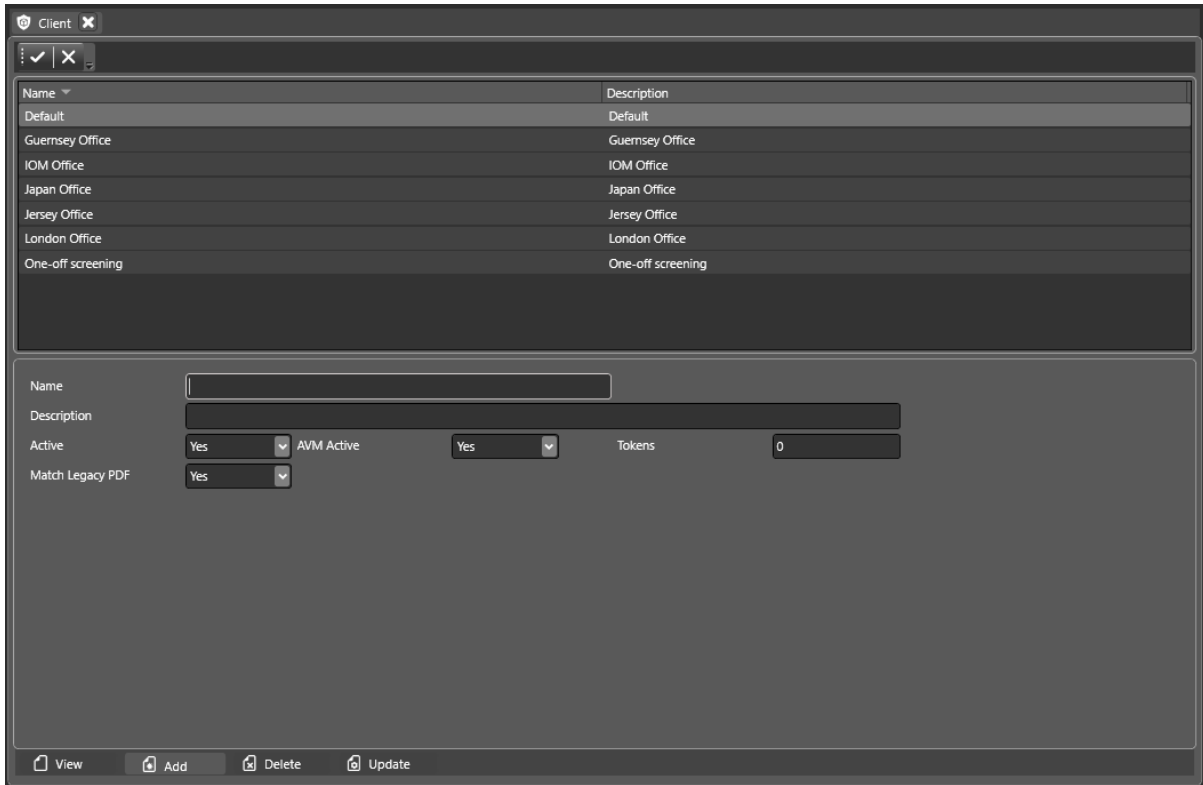 Client
Name Description
Default Default
Guernsey Office Guernsey Office
IOM Office IOM Office
Japan Office Japan Office
Jersey Office Jersey Office
London Office London Office
One-off screening One-off screening
Name
Description
Active Yes AVM Active Yes Tokens 0
Match Legacy PDF Yes
View Add Delete Update